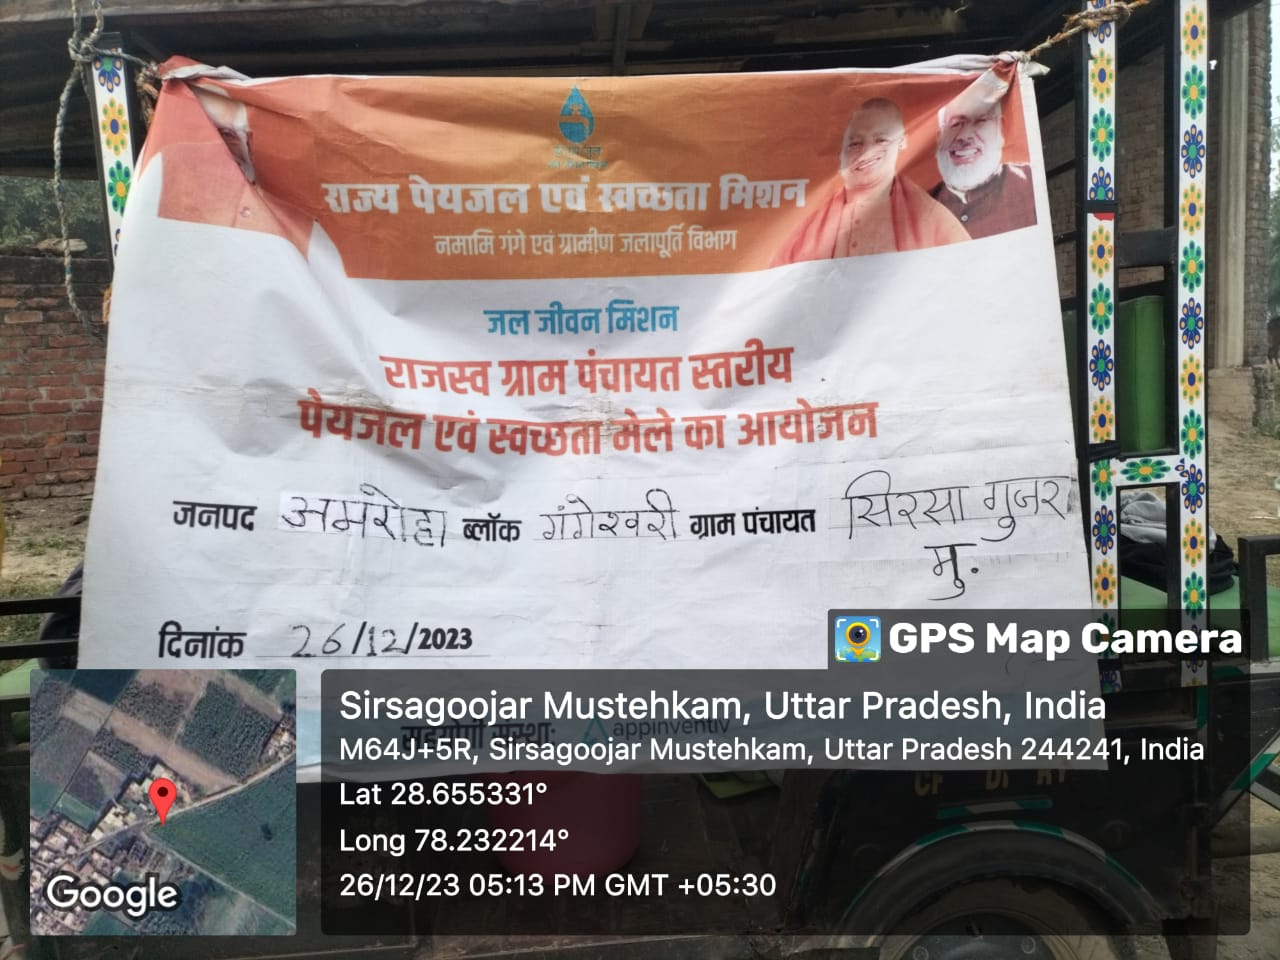 राज्य पेयजल एवं स्वच्छता मिशन
नमामि गंगे एवं ग्रामीण जलापूर्ति विभाग
जल जीवन मिशन
राजस्व ग्राम पंचायत स्तरीय
पेयजल एवं स्वच्छता मेले का आयोजन
जनपद अमरोहा ब्लॉक गंगेश्वरी ग्राम पंचायत सिरसा गुजर
मु.
दिनांक 26/12/2023
सहयोगी संस्था: appinventiv
GPS Map Camera
Sirsagoojar Mustehkam, Uttar Pradesh, India
M64J+5R, Sirsagoojar Mustehkam, Uttar Pradesh 244241, India
Lat 28.655331°
Long 78.232214°
26/12/23 05:13 PM GMT +05:30
Google